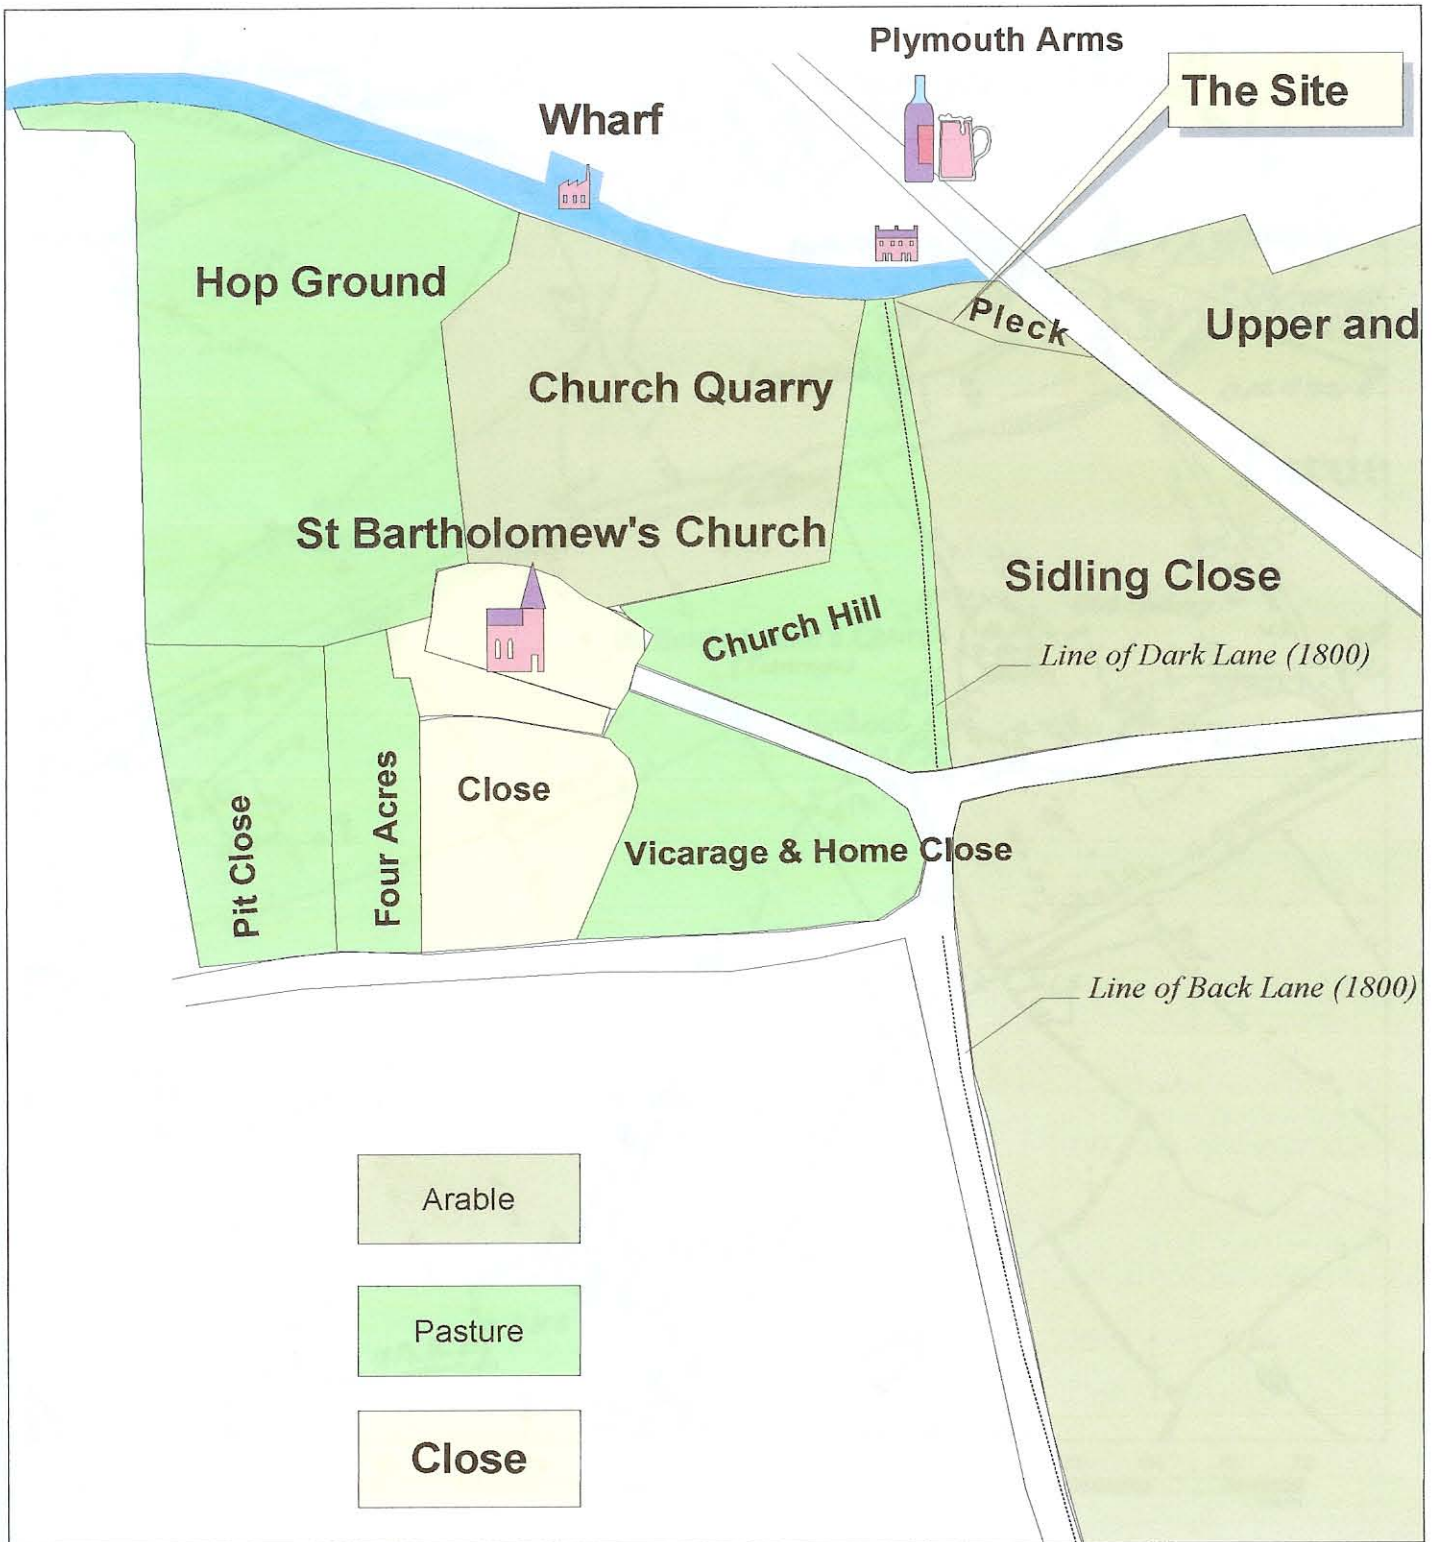 Plymouth Arms
The Site
Wharf
Hop Ground
Pleck
Upper and
Church Quarry
St Bartholomew's Church
Sidling Close
Church Hill
Line of Dark Lane (1800)
Close
Four Acres
Pit Close
Vicarage & Home Close
Line of Back Lane (1800)
Arable
Pasture
Close